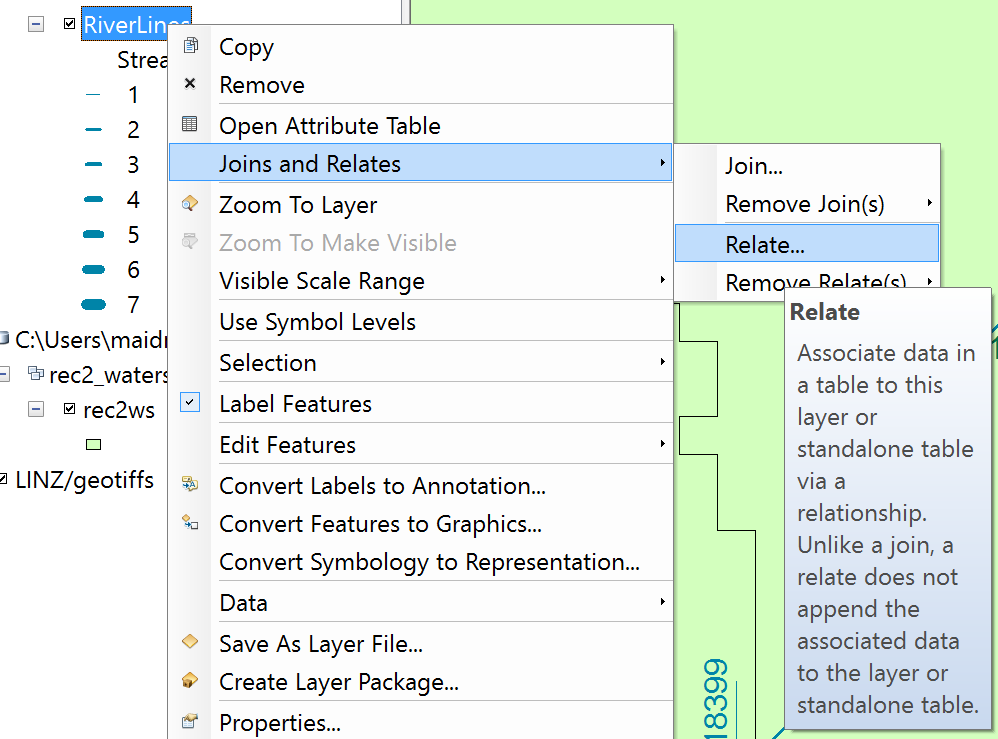 RiverLines
Strea
1
2
3
4
5
6
7
C:\Users\maidr
rec2_waters
rec2ws
LINZ/geotiffs
Copy
Remove
Open Attribute Table
Joins and Relates
Zoom To Layer
Zoom To Make Visible
Visible Scale Range
Use Symbol Levels
Selection
Label Features
Edit Features
Convert Labels to Annotation...
Convert Features to Graphics...
Convert Symbology to Representation...
Data
Save As Layer File...
Create Layer Package...
Properties...
Join...
Remove Join(s)
Relate...
Remove Relate(s)
Relate
Associate data in
a table to this
layer or
standalone table
via a
relationship.
Unlike a join, a
relate does not
append the
associated data
to the layer or
standalone table.
18399